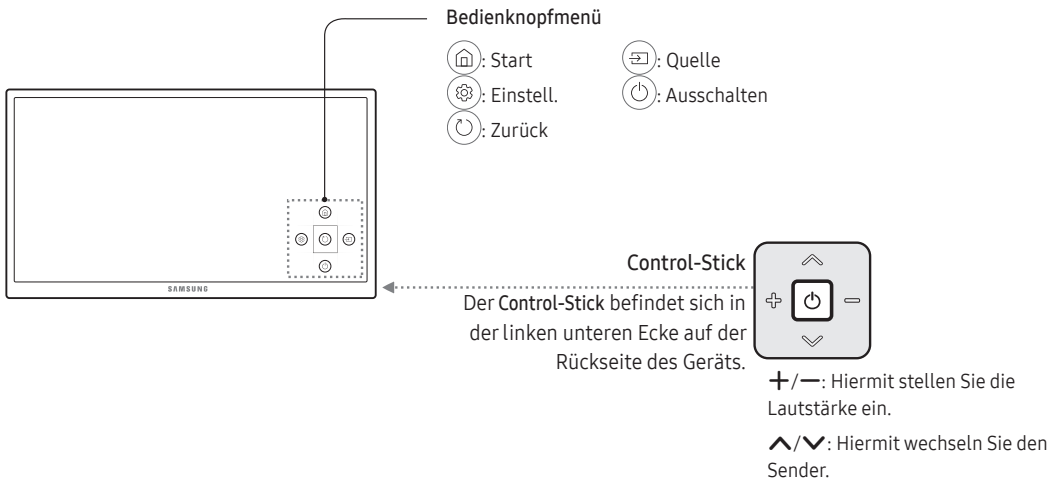 Bedienknopfmenü
: Start
: Quelle
: Einstell.
: Ausschalten
: Zurück
SAMSUNG
Control-Stick
Der Control-Stick befindet sich in
der linken unteren Ecke auf der
Rückseite des Geräts.
+/−: Hiermit stellen Sie die
Lautstärke ein.
∧/∨: Hiermit wechseln Sie den
Sender.